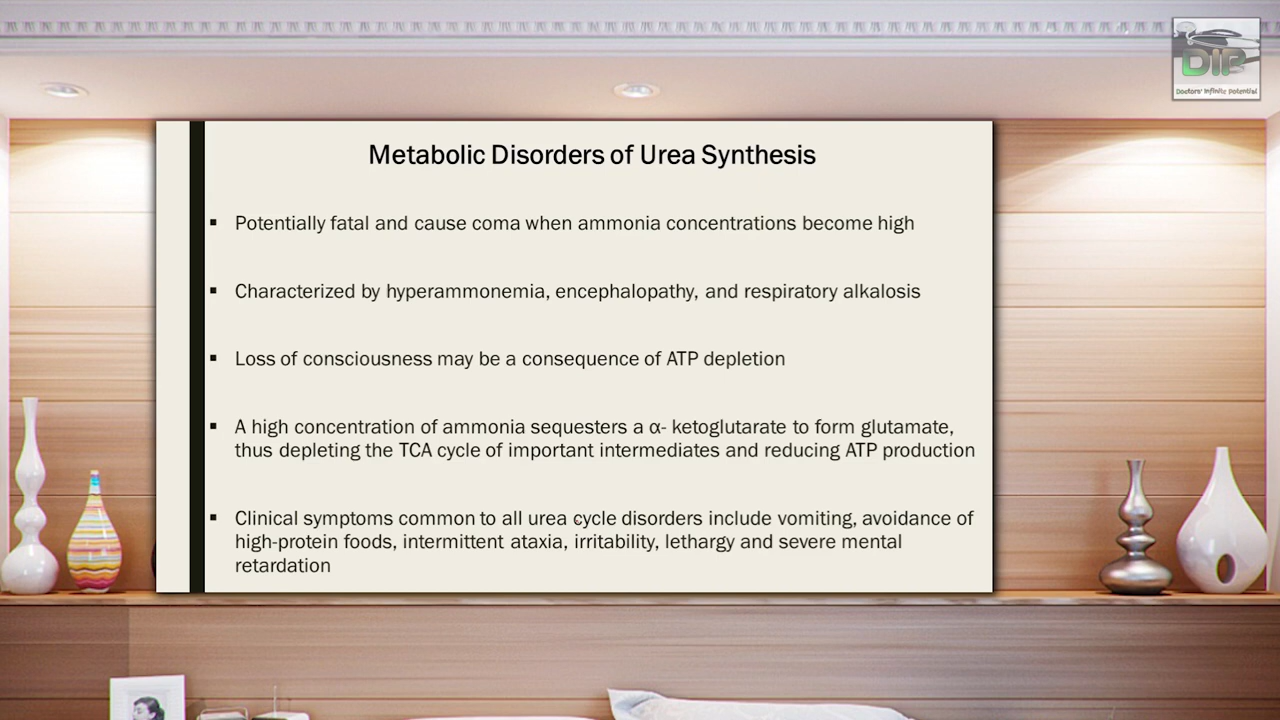 DIP
Doctors' Infinite Potential
Metabolic Disorders of Urea Synthesis
▪ Potentially fatal and cause coma when ammonia concentrations become high
▪ Characterized by hyperammonemia, encephalopathy, and respiratory alkalosis
▪ Loss of consciousness may be a consequence of ATP depletion
▪ A high concentration of ammonia sequesters a α- ketoglutarate to form glutamate,
thus depleting the TCA cycle of important intermediates and reducing ATP production
▪ Clinical symptoms common to all urea cycle disorders include vomiting, avoidance of
high-protein foods, intermittent ataxia, irritability, lethargy and severe mental
retardation